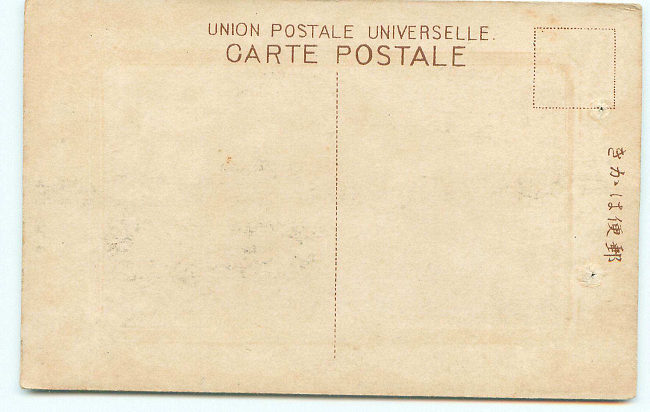 UNION POSTALE UNIVERSELLE.
CARTE POSTALE
きかは便郵